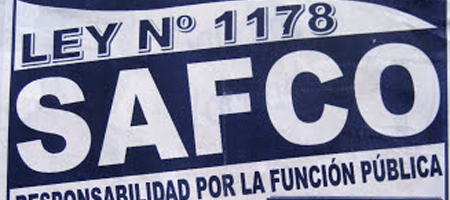 LEY Nº 1178
SAFCO
RESPONSABILIDAD POR LA FUNCIÓN PÚBLICA